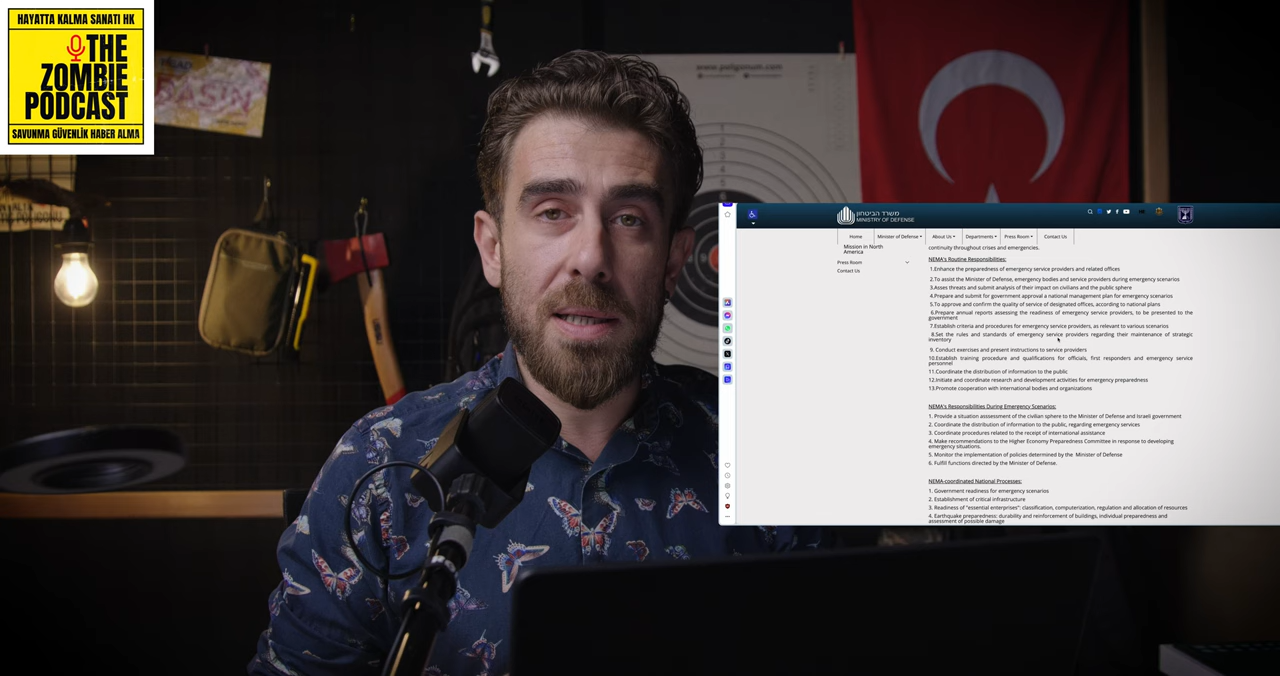 HAYATTA KALMA SANATI HK
THE
ZOMBIE
PODCAST
SAVUNMA GÜVENLİK HABER ALMA
www.poligonum.com
משרד הביטחון
MINISTRY OF DEFENSE
Home
Minister of Defense
About Us
Departments
Press Room
Contact Us
Mission in North
America
Press Room
Contact Us
continuity throughout crises and emergencies.
NEMA's Routine Responsibilities:
1.Enhance the preparedness of emergency service providers and related offices
2.To assist the Minister of Defense, emergency bodies and service providers during emergency scenarios
3.Asses threats and submit analysis of their impact on civilians and the public sphere
4.Prepare and submit for government approval a national management plan for emergency scenarios
5.To approve and confirm the quality of service of designated offices, according to national plans
6.Prepare annual reports assessing the readiness of emergency service providers, to be presented to the
government
7.Establish criteria and procedures for emergency service providers, as relevant to various scenarios
8.Set the rules and standards of emergency service providers regarding their maintenance of strategic
inventory
9. Conduct exercises and present instructions to service providers
10.Establish training procedure and qualifications for officials, first responders and emergency service
personnel
11.Coordinate the distribution of information to the public
12.Initiate and coordinate research and development activities for emergency preparedness
13.Promote cooperation with international bodies and organizations
NEMA's Responsibilities During Emergency Scenarios:
1. Provide a situation asssessment of the civilian sphere to the Minister of Defense and Israeli government
2. Coordinate the distribution of information to the public, regarding emergency services
3. Coordinate procedures related to the receipt of international assistance
4. Make recommendations to the Higher Economy Preparedness Committee in response to developing
emergency situations.
5. Monitor the implementation of policies determined by the Minister of Defense
6. Fulfill functions directed by the Minister of Defense.
NEMA-coordinated National Processes:
1. Government readiness for emergency scenarios
2. Establishment of critical infrastructure
3. Readiness of "essential enterprises": classification, computerization, regulation and allocation of resources
4. Earthquake preparedness: durability and reinforcement of buildings, individual preparedness and
assessment of possible damage